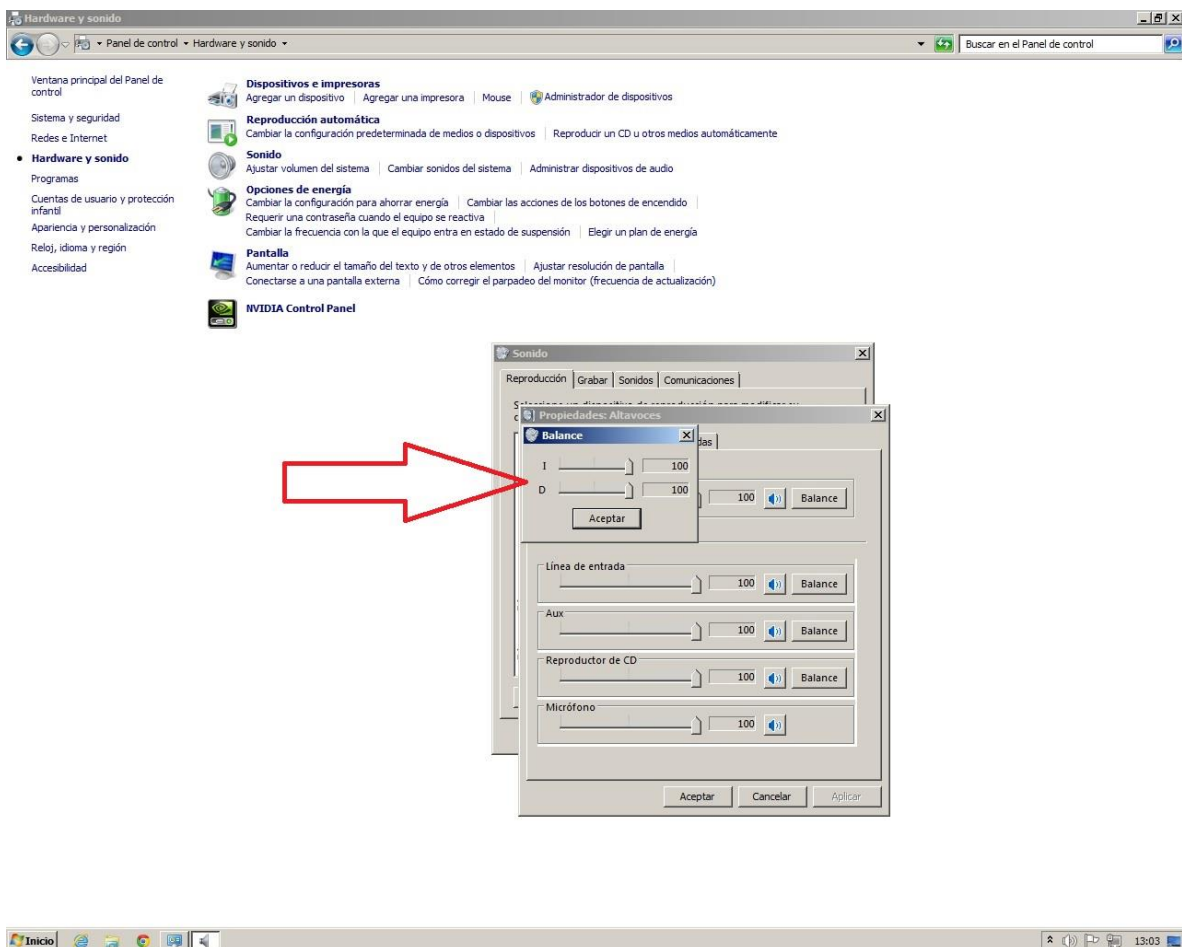 Hardware y sonido
Panel de control Hardware y sonido
Buscar en el Panel de control
Ventana principal del Panel de
control
Sistema y seguridad
Redes e Internet
Hardware y sonido
Programas
Cuentas de usuario y protección
infantil
Apariencia y personalización
Reloj, idioma y región
Accesibilidad
Dispositivos e impresoras
Agregar un dispositivo Agregar una impresora Mouse Administrador de dispositivos
Reproducción automática
Cambiar la configuración predeterminada de medios o dispositivos Reproducir un CD u otros medios automáticamente
Sonido
Ajustar volumen del sistema Cambiar sonidos del sistema Administrar dispositivos de audio
Opciones de energía
Cambiar la configuración para ahorrar energía Cambiar las acciones de los botones de encendido
Requerir una contraseña cuando el equipo se reactiva
Cambiar la frecuencia con la que el equipo entra en estado de suspensión Elegir un plan de energía
Pantalla
Aumentar o reducir el tamaño del texto y de otros elementos Ajustar resolución de pantalla
Conectarse a una pantalla externa Cómo corregir el parpadeo del monitor (frecuencia de actualización)
NVIDIA Control Panel
Sonido
Reproducción Grabar Sonidos Comunicaciones
Propiedades: Altavoces
Balance
das
I 100
D 100
Aceptar
100 Balance
Línea de entrada
100 Balance
Aux
100 Balance
Reproductor de CD
100 Balance
Micrófono
100
Aceptar Cancelar Aplicar
Inicio
13:03